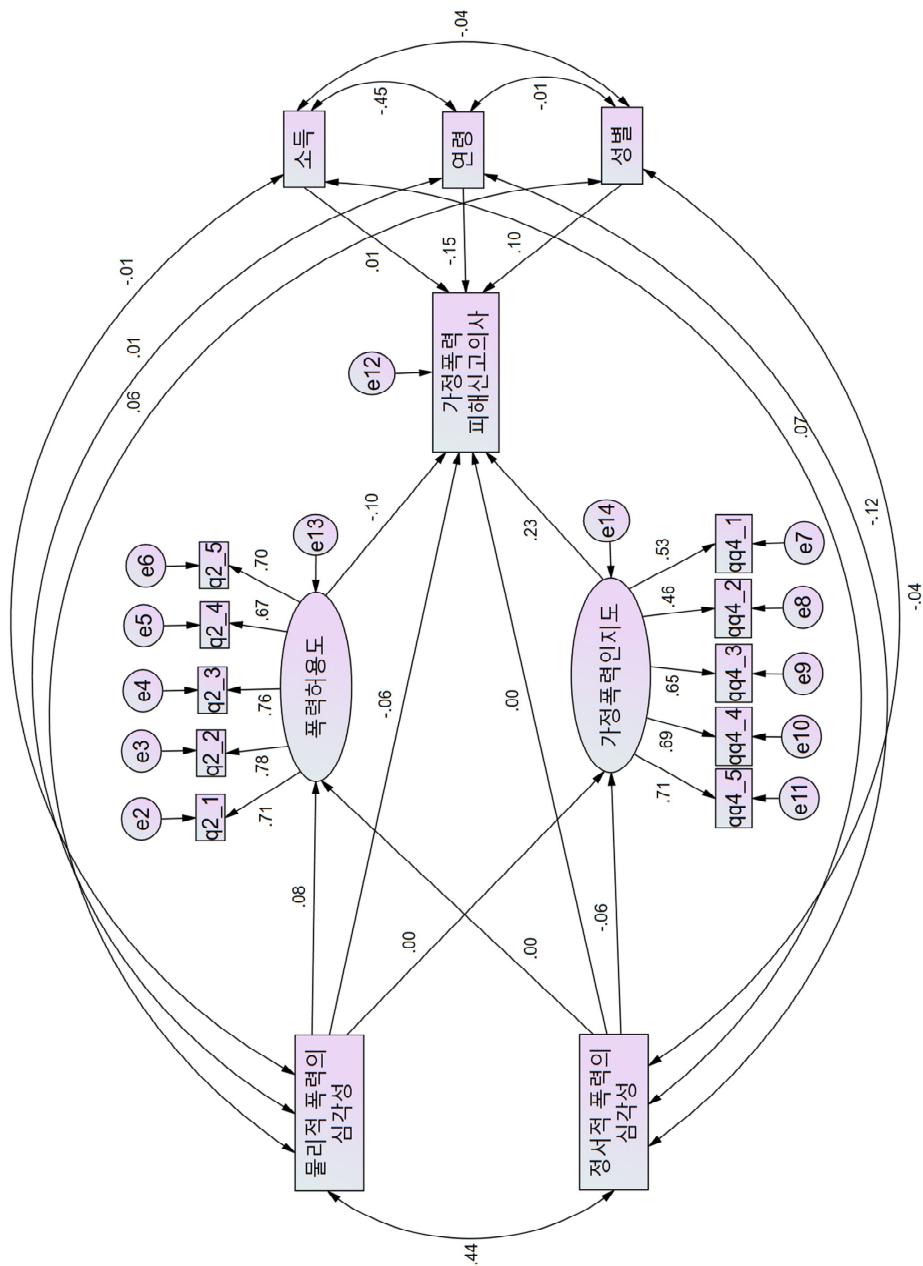 -.04
-.45
-.01
소득
연령
성별
-.01
.01
.06
.01
-.15
.10
e12
가정폭력
피해신고의사
.07
-.12
-.04
e6
e5
e4
e3
e2
q2_5
q2_4
q2_3
q2_2
q2_1
.70
.67
.76
.78
.71
e13
폭력허용도
-.10
-.06
.00
.23
e14
가정폭력인지도
.53
.46
.65
.69
.71
qq4_1
qq4_2
qq4_3
qq4_4
qq4_5
e7
e8
e9
e10
e11
.08
.00
.00
-.06
물리적 폭력의
심각성
정서적 폭력의
심각성
.44